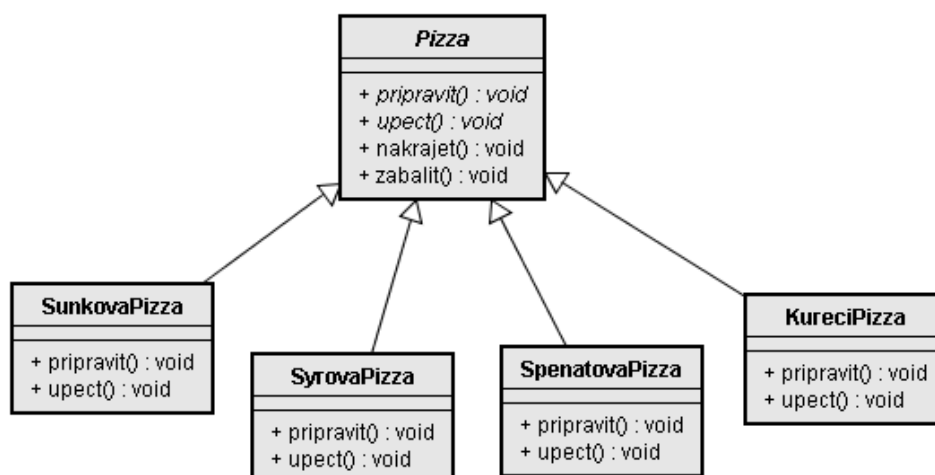 Pizza
+ pripravit() : void
+ upect() : void
+ nakrajet() : void
+ zabalit() : void
SunkovaPizza
+ pripravit() : void
+ upect() : void
SyrovaPizza
+ pripravit() : void
+ upect() : void
SpenatovaPizza
+ pripravit() : void
+ upect() : void
KureciPizza
+ pripravit() : void
+ upect() : void